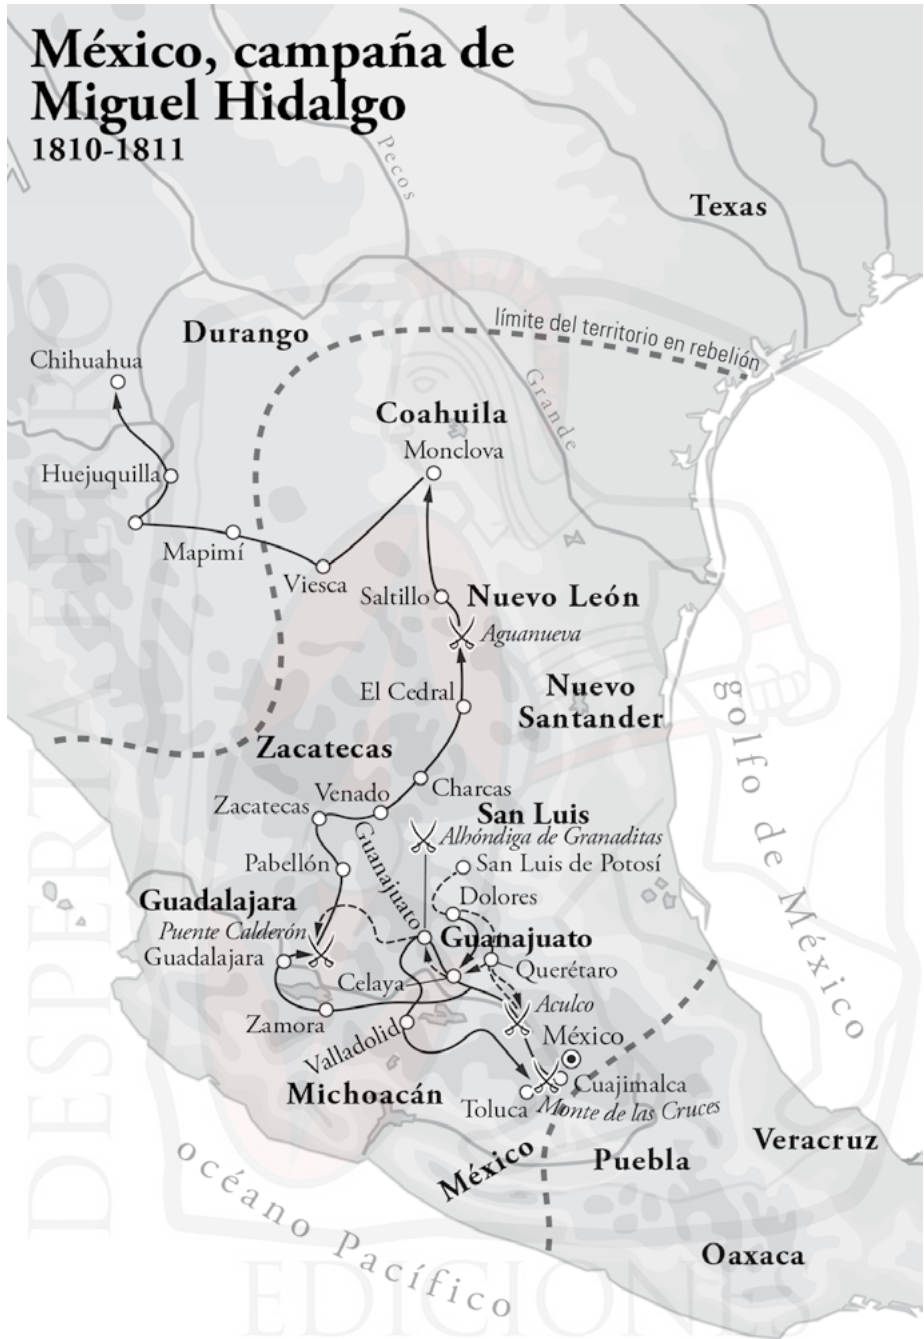 México, campaña de
Miguel Hidalgo
1810-1811
Pecos
Texas
Durango
límite del territorio en rebelión
Chihuahua
Coahuila
Grande
Monclova
Huejuquilla
Mapimí
Viesca
Saltillo
Nuevo León
Aguanueva
El Cedral
Nuevo
Santander
golfo de México
Zacatecas
Charcas
Venado
Zacatecas
San Luis
Alhóndiga de Granaditas
Guanajuato
Pabellón
San Luis de Potosí
Dolores
Guadalajara
Puente Calderón
Guanajuato
Guadalajara
Querétaro
Celaya
Aculco
Zamora
México
Valladolid
Cuajimalca
Michoacán
Toluca
Monte de las Cruces
México
Puebla
Veracruz
océano Pacífico
Oaxaca
DESPERTA FERRO
EDICIONES